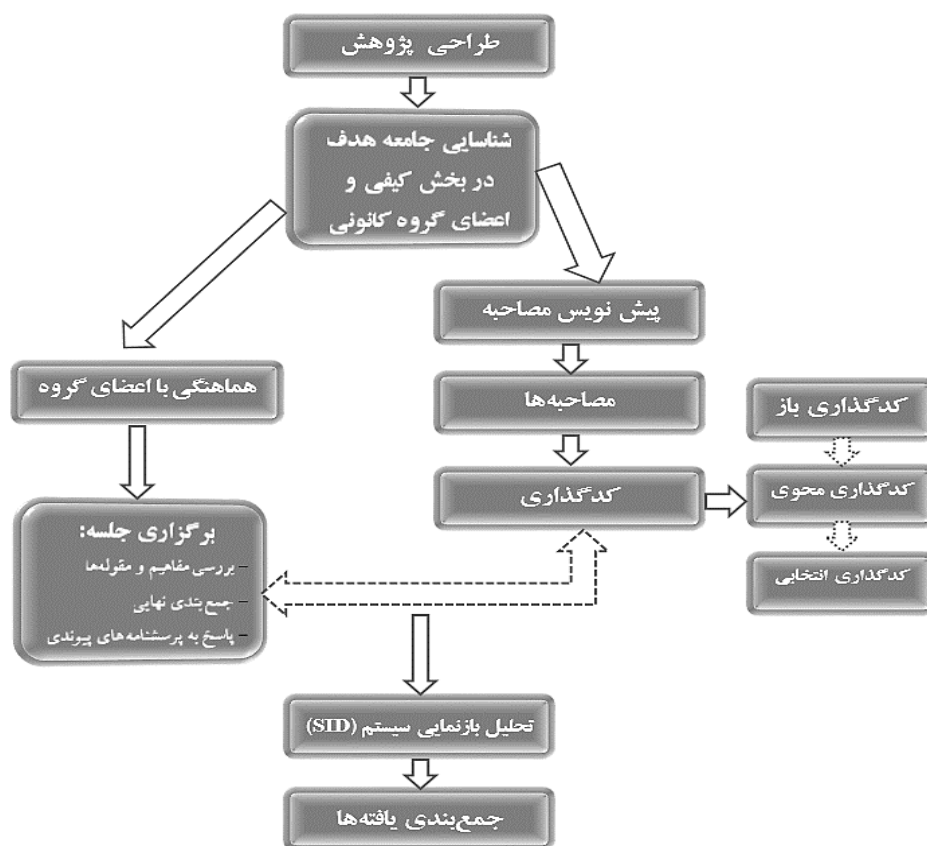 طراحی پژوهش
شناسایی جامعه هدف
در بخش کیفی و
اعضای گروه کانونی
پیش نویس مصاحبه
هماهنگی با اعضای گروه
مصاحبه‌ها
کدگذاری باز
کدگذاری
کدگذاری محوی
کدگذاری انتخابی
برگزاری جلسه:
– بررسی مفاهیم و مقوله‌ها
– جمع بندی نهایی
– پاسخ به پرسشنامه‌های پیوندی
تحلیل بازنمایی سیستم (SID)
جمع‌بندی یافته‌ها